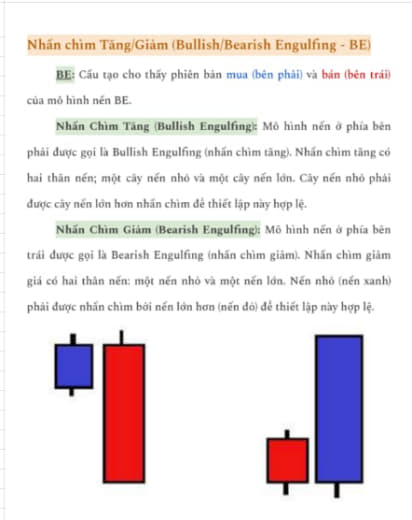 Nhấn chìm Tăng/Giảm (Bullish/Bearish Engulfing - BE)
BE: Cấu tạo cho thấy phiên bản mua (bên phải) và bán (bên trái)
của mô hình nến BE.
Nhấn Chìm Tăng (Bullish Engulfing): Mô hình nến ở phía bên
phải được gọi là Bullish Engulfing (nhấn chìm tăng). Nhấn chìm tăng có
hai thân nến; một cây nến nhỏ và một cây nến lớn. Cây nến nhỏ phải
được cây nến lớn hơn nhấn chìm để thiết lập này hợp lệ.
Nhấn Chìm Giảm (Bearish Engulfing): Mô hình nến ở phía bên
trái được gọi là Bearish Engulfing (nhấn chìm giảm). Nhấn chìm giảm
giá có hai thân nến: một nến nhỏ và một nến lớn. Nến nhỏ (nến xanh)
phải được nhấn chìm bởi nến lớn hơn (nến đỏ) để thiết lập này hợp lệ.